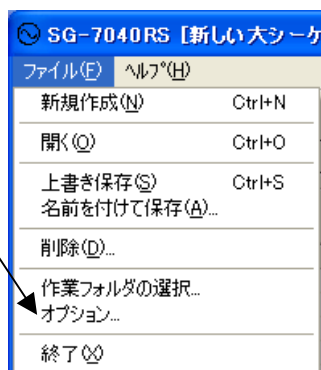 SG-7040RS [新しい大シーケ
ファイル(F) ヘルプ(H)
新規作成(N) Ctrl+N
開く(O) Ctrl+O
上書き保存(S) Ctrl+S
名前を付けて保存(A)...
削除(D)...
作業フォルダの選択...
オプション...
終了(X)